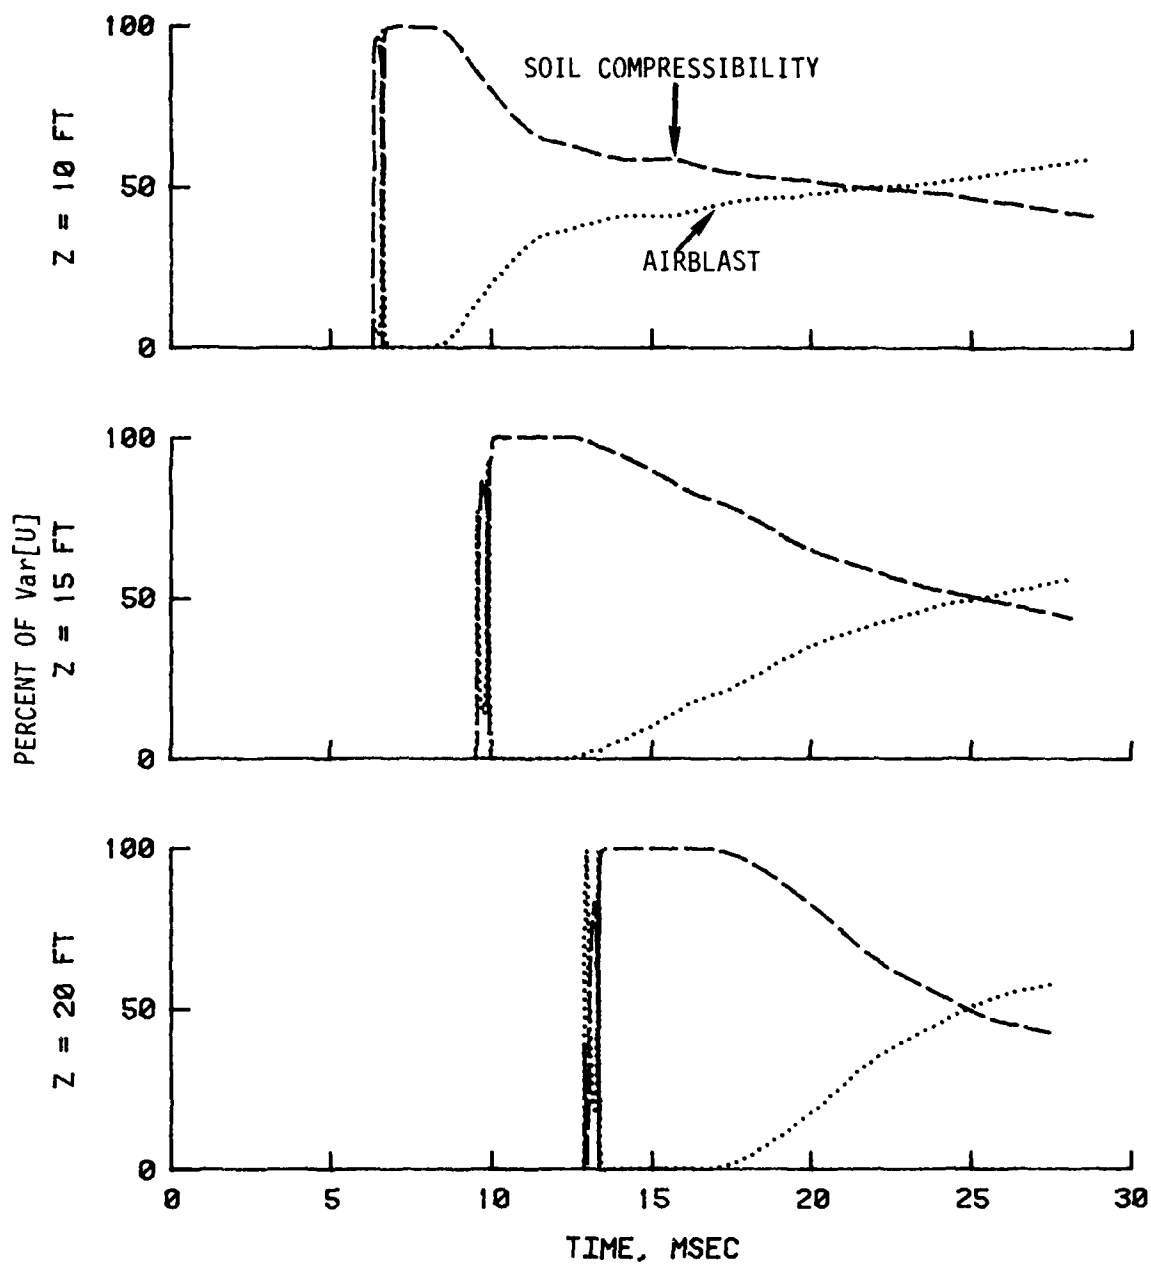 100
50
0
Z = 10 FT
SOIL COMPRESSIBILITY
AIRBLAST
PERCENT OF Var[U]
100
50
0
Z = 15 FT
100
50
0
Z = 20 FT
0 5 10 15 20 25 30
TIME, MSEC